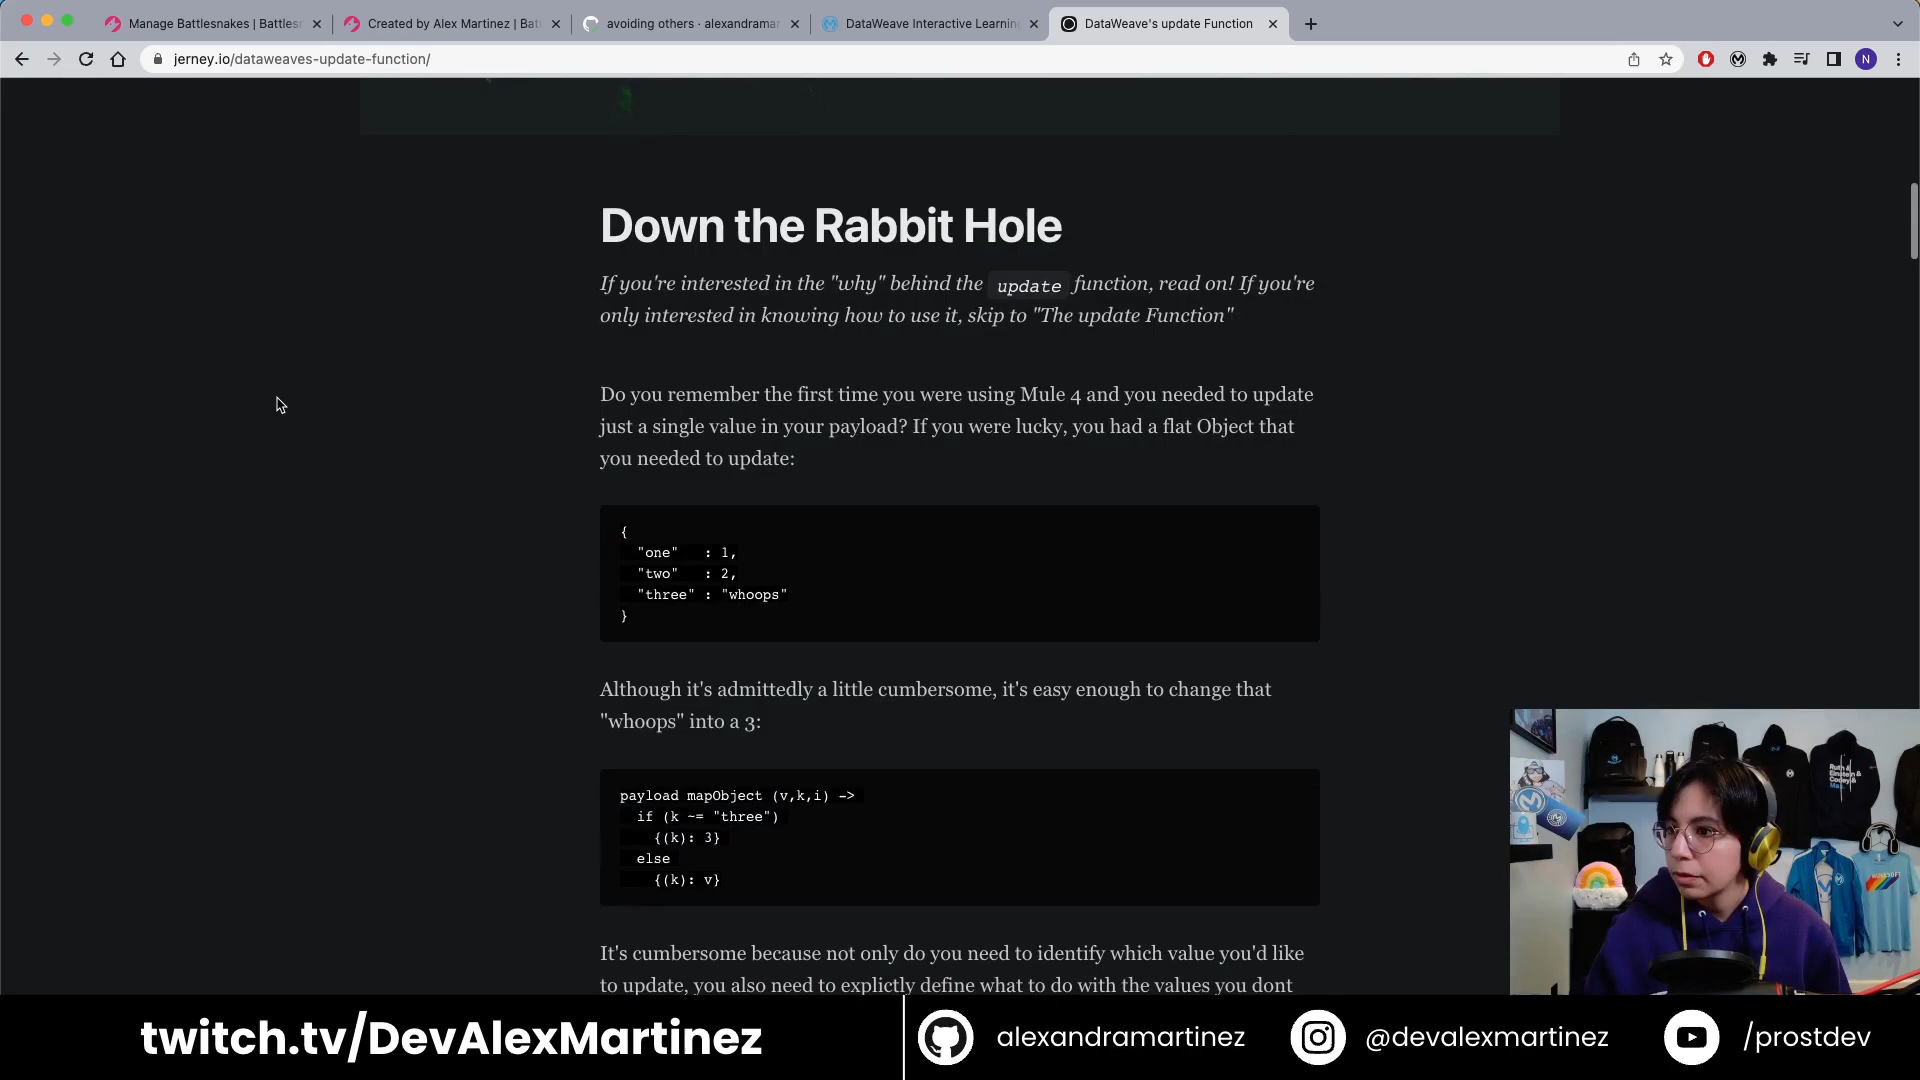 Manage Battlesnakes | Battlesn
Created by Alex Martinez | Batt
avoiding others · alexandramar
DataWeave Interactive Learning
DataWeave's update Function
jerney.io/dataweaves-update-function/
N
Down the Rabbit Hole
If you're interested in the "why" behind the update function, read on! If you're
only interested in knowing how to use it, skip to "The update Function"
Do you remember the first time you were using Mule 4 and you needed to update
just a single value in your payload? If you were lucky, you had a flat Object that
you needed to update:
{
"one" : 1,
"two" : 2,
"three" : "whoops"
}
Although it's admittedly a little cumbersome, it's easy enough to change that
"whoops" into a 3:
payload mapObject (v,k,i) ->
if (k ~= "three")
{(k): 3}
else
{(k): v}
It's cumbersome because not only do you need to identify which value you'd like
to update, you also need to explictly define what to do with the values you dont
twitch.tv/DevAlexMartinez
alexandramartinez
@devalexmartinez
/prostdev